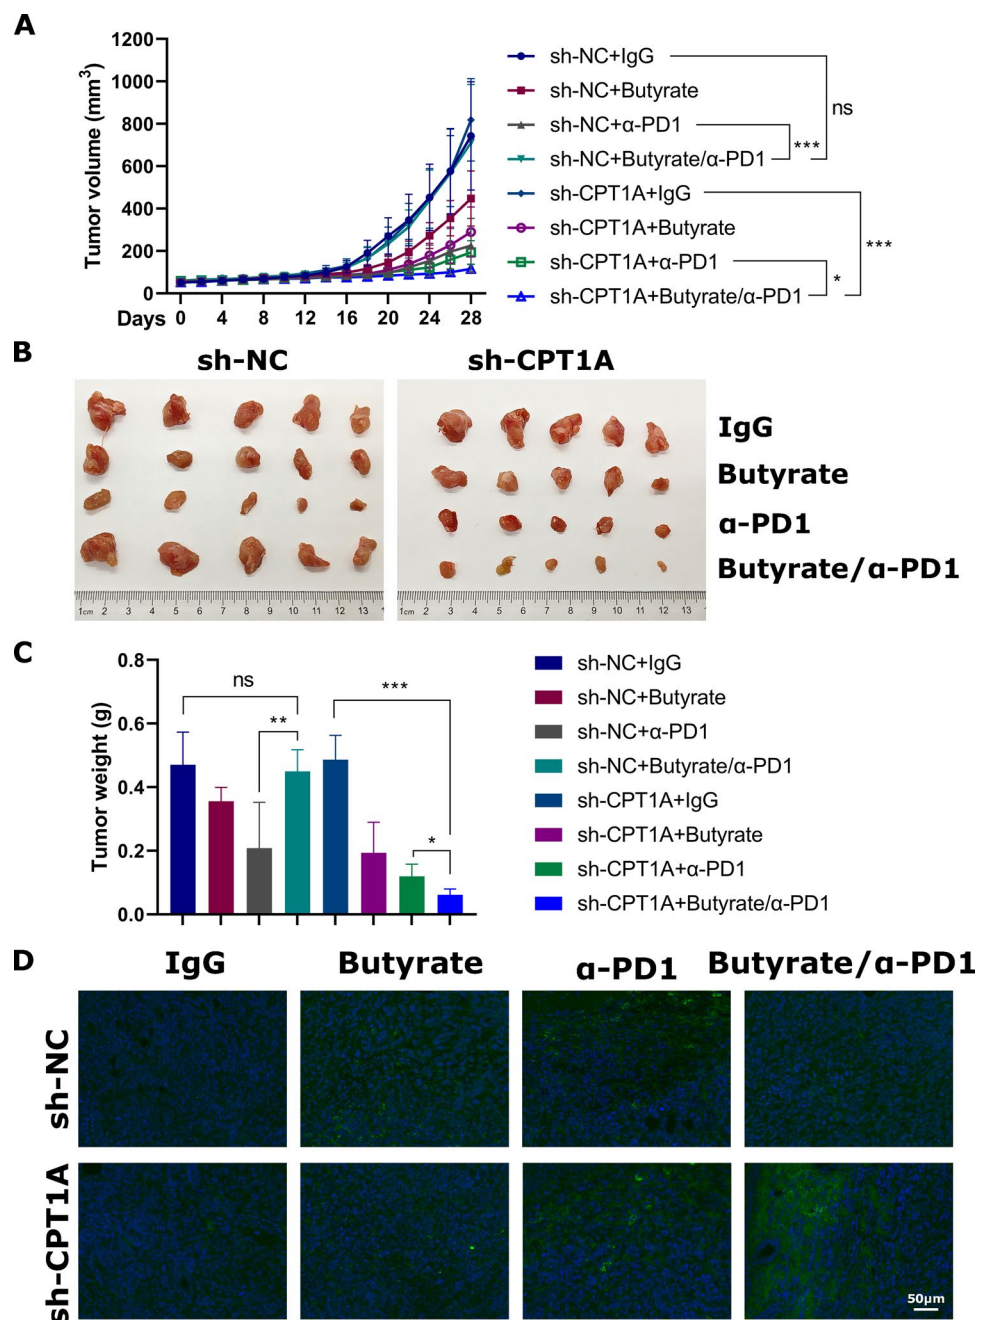 A
1200
1000
800
600
400
200
0
Tumor volume (mm³)
Days 0 4 8 12 16 20 24 28
sh-NC+IgG
sh-NC+Butyrate
sh-NC+α-PD1
sh-NC+Butyrate/α-PD1
sh-CPT1A+IgG
sh-CPT1A+Butyrate
sh-CPT1A+α-PD1
sh-CPT1A+Butyrate/α-PD1
ns
***
***
*
B
sh-NC sh-CPT1A
IgG
Butyrate
α-PD1
Butyrate/α-PD1
1cm 2 3 4 5 6 7 8 9 10 11 12 13
1cm 2 3 4 5 6 7 8 9 10 11 12 13
C
0.8
0.6
0.4
0.2
0.0
Tumor weight (g)
ns
**
***
*
sh-NC+IgG
sh-NC+Butyrate
sh-NC+α-PD1
sh-NC+Butyrate/α-PD1
sh-CPT1A+IgG
sh-CPT1A+Butyrate
sh-CPT1A+α-PD1
sh-CPT1A+Butyrate/α-PD1
D
IgG Butyrate α-PD1 Butyrate/α-PD1
sh-NC
sh-CPT1A
50μm